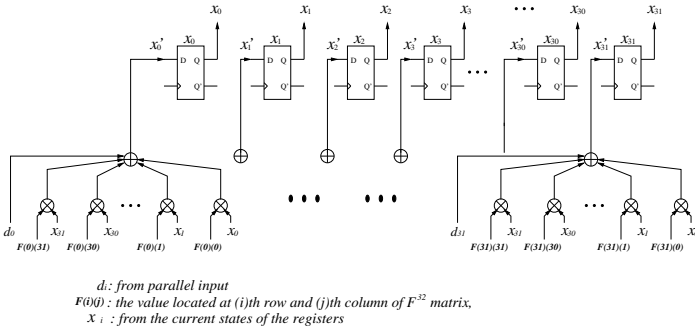 x0 x1 x2 x3 ••• x30 x31
x0' x0 x1' x1 x2' x2 x3' x3 x30' x30 x31' x31
D Q D Q D Q D Q D Q D Q
•••
Q' Q' Q' Q' Q' Q'
••• ••• ••• •••
d0 x31 x30 x1 x0 d31 x31 x30 x1 x
F(0)(31) F(0)(30) F(0)(1) F(0)(0) F(31)(31) F(31)(30) F(31)(1) F(31)(0)
di: from parallel input
F(i)(j) : the value located at (i)th row and (j)th column of F32 matrix,
x i : from the current states of the registers